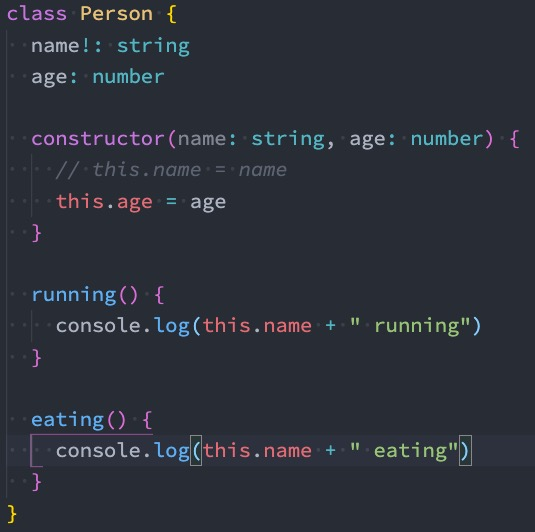 class Person {
  name!: string
  age: number

  constructor(name: string, age: number) {
    // this.name = name
    this.age = age
  }

  running() {
    console.log(this.name + " running")
  }

  eating() {
    console.log(this.name + " eating")
  }
}